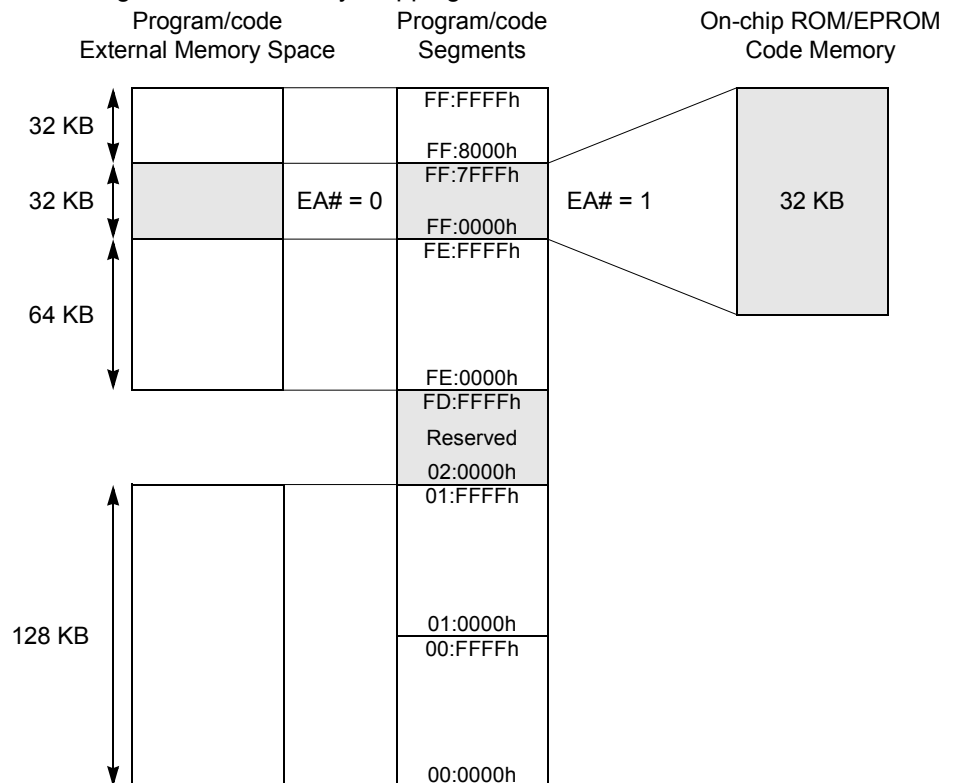 Program/code
External Memory Space
Program/code
Segments
On-chip ROM/EPROM
Code Memory
32 KB
FF:FFFFh
FF:8000h
32 KB
EA# = 0
FF:7FFFh
FF:0000h
EA# = 1
32 KB
64 KB
FE:FFFFh
FE:0000h
FD:FFFFh
Reserved
02:0000h
128 KB
01:FFFFh
01:0000h
00:FFFFh
00:0000h